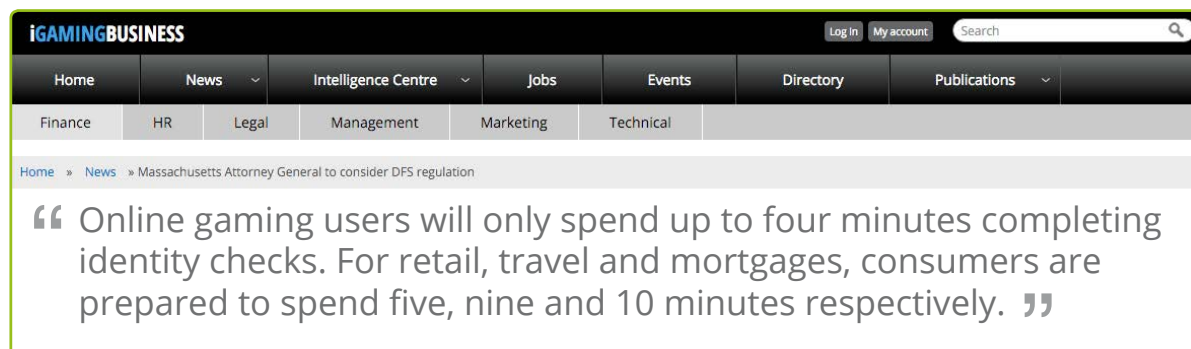 iGAMINGBUSINESS
Log In My account Search
Home News Intelligence Centre Jobs Events Directory Publications
Finance HR Legal Management Marketing Technical
Home » News » Massachusetts Attorney General to consider DFS regulation
“ Online gaming users will only spend up to four minutes completing
identity checks. For retail, travel and mortgages, consumers are
prepared to spend five, nine and 10 minutes respectively. ”